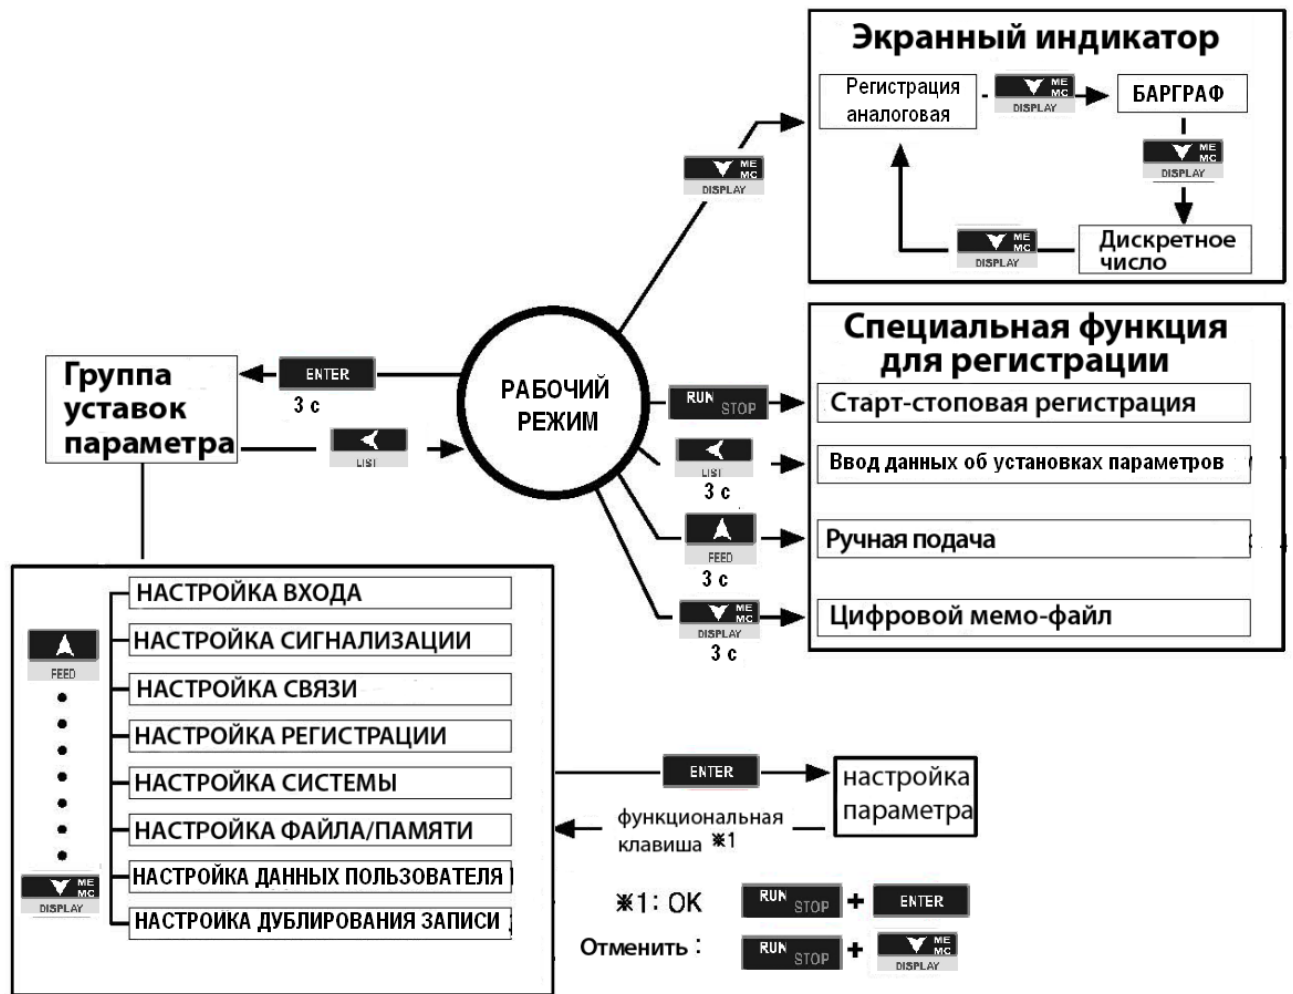 Экранный индикатор
Регистрация
аналоговая
ME
MC
DISPLAY
БАРГРАФ
ME
MC
DISPLAY
Дискретное
число
ME
MC
DISPLAY
ME
MC
DISPLAY
Специальная функция
для регистрации
RUN
STOP
Старт-стоповая регистрация
LIST
3 с
Ввод данных об установках параметров
FEED
3 с
Ручная подача
ME
MC
DISPLAY
3 с
Цифровой мемо-файл
РАБОЧИЙ
РЕЖИМ
Группа
уставок
параметра
ENTER
3 с
LIST
НАСТРОЙКА ВХОДА
НАСТРОЙКА СИГНАЛИЗАЦИИ
НАСТРОЙКА СВЯЗИ
НАСТРОЙКА РЕГИСТРАЦИИ
НАСТРОЙКА СИСТЕМЫ
НАСТРОЙКА ФАЙЛА/ПАМЯТИ
НАСТРОЙКА ДАННЫХ ПОЛЬЗОВАТЕЛЯ
НАСТРОЙКА ДУБЛИРОВАНИЯ ЗАПИСИ
FEED
ME
MC
DISPLAY
ENTER
настройка
параметра
функциональная
клавиша ※1
※1: OK RUN STOP + ENTER
Отменить : RUN STOP + ME MC DISPLAY